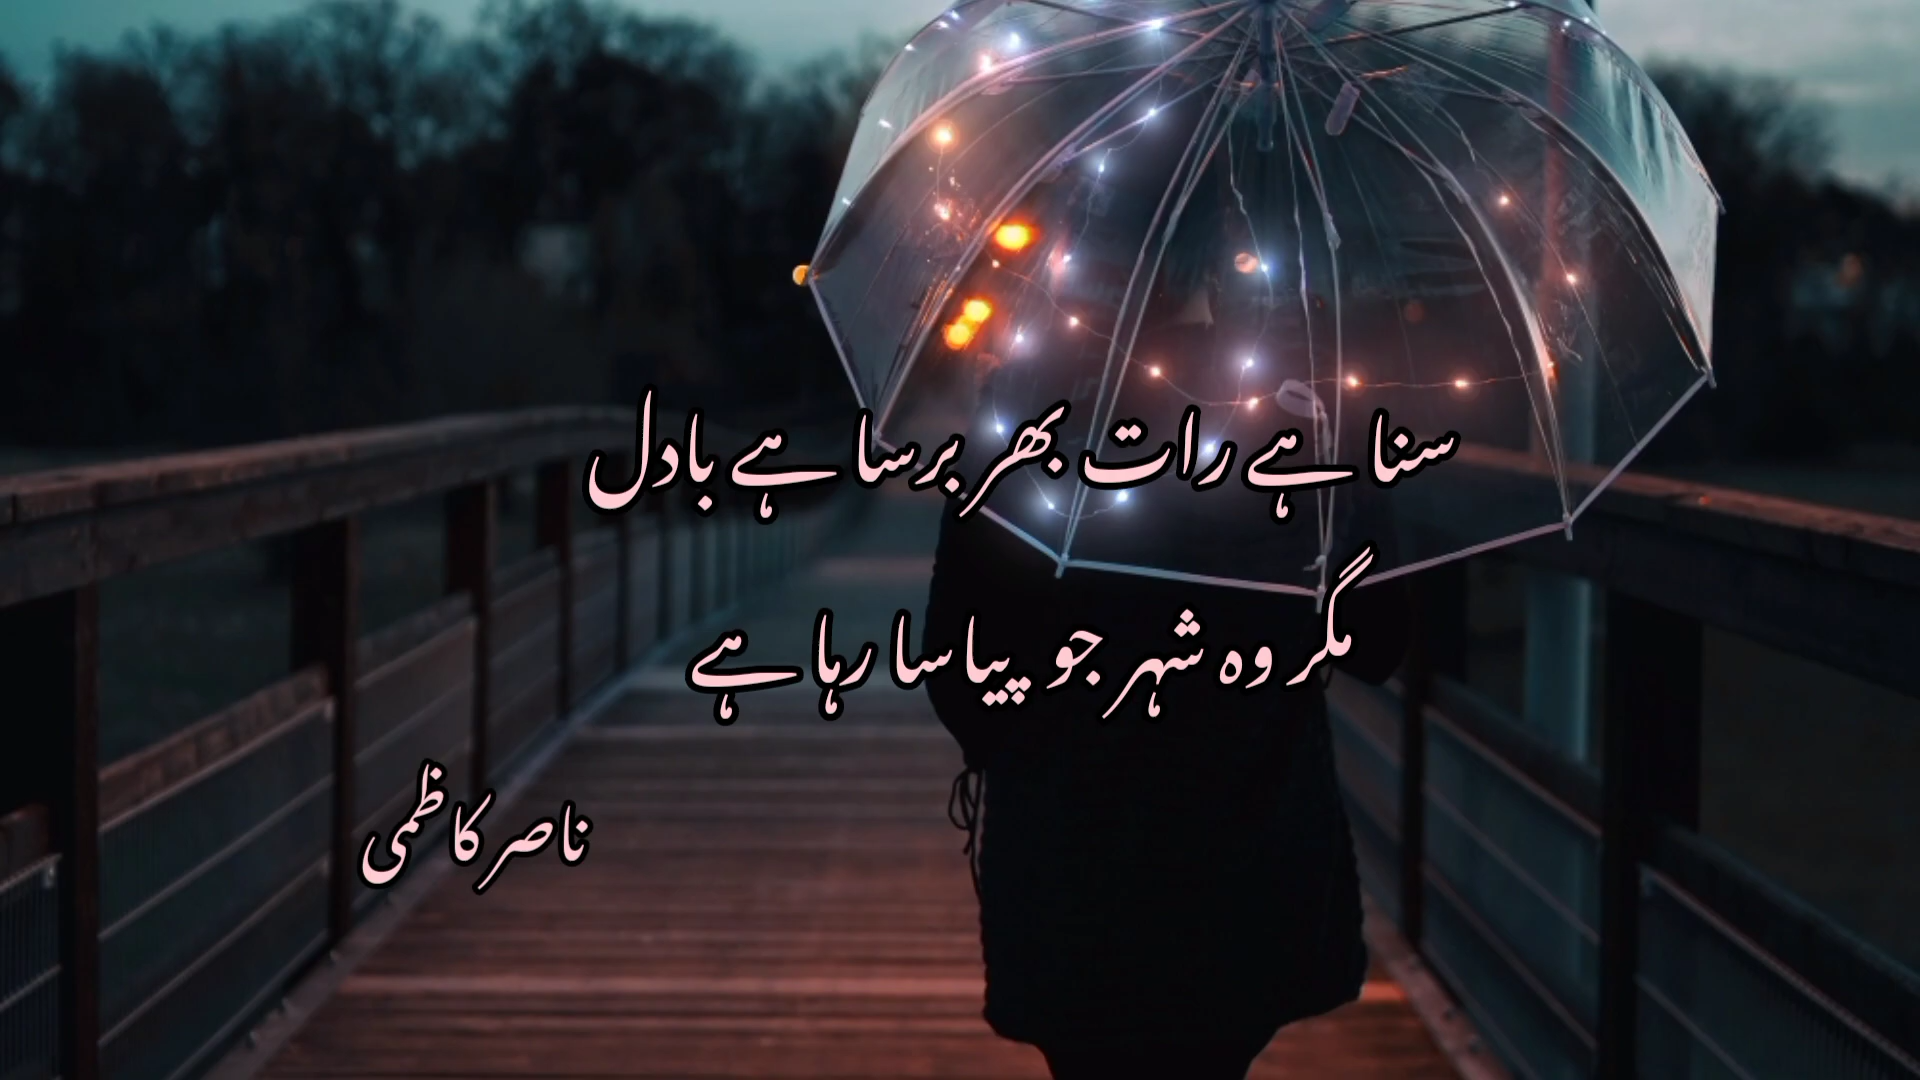 سنا ہے رات بھر برسا ہے بادل
مگر وہ شہر جو پیاسا رہا ہے
ناصر کاظمی